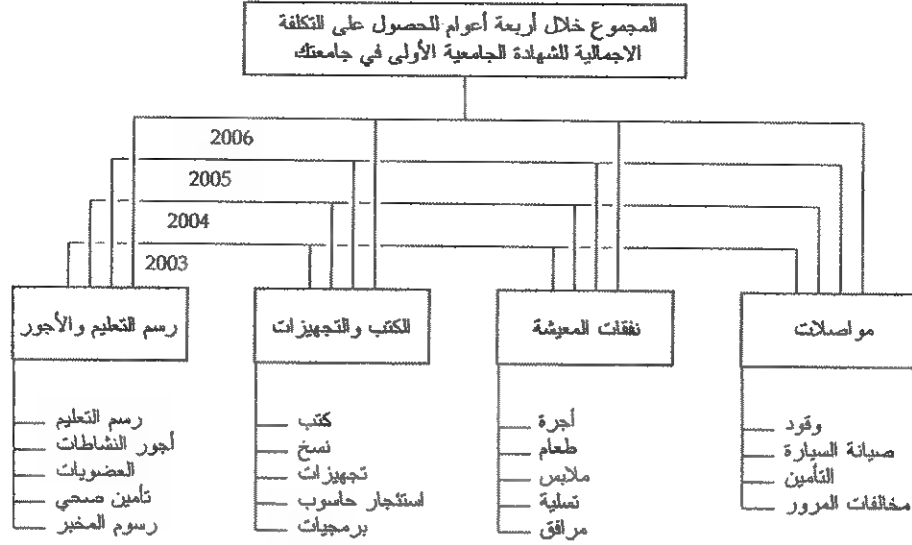 المجموع خلال أربعة أعوام للحصول على التكلفة
الاجمالية للشهادة الجامعية الأولى في جامعتك
2006
2005
2004
2003
رسم التعليم والأجور
الكتب والتجهيزات
نفقات المعيشة
مواصلات
رسم التعليم
أجور النشاطات
العضويات
تأمين صحي
رسوم المخبر
كتب
نسخ
تجهيزات
استئجار حاسوب
برمجيات
أجرة
طعام
ملابس
تسلية
مرافق
وقود
صيانة السيارة
التأمين
مخالفات المرور